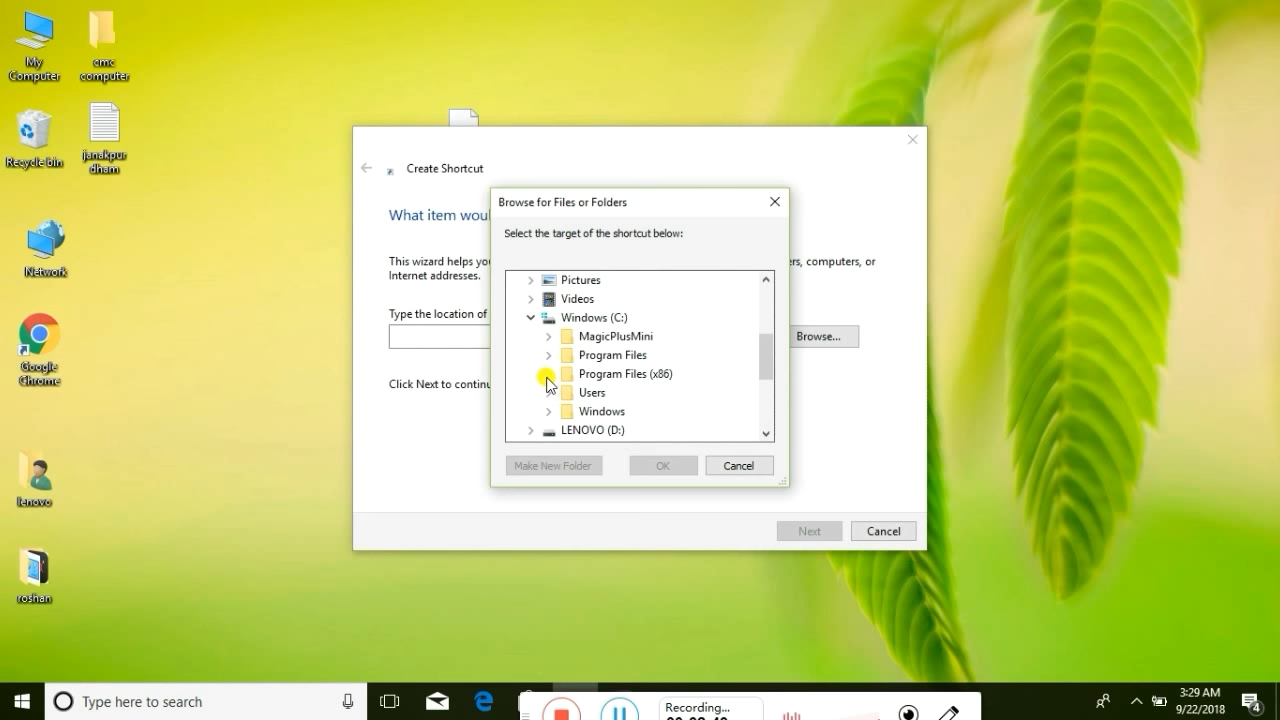 My
Computer
cmc
computer
Recycle bin
janakpur
dham
Network
Google
Chrome
lenovo
roshan
Create Shortcut
What item wou
This wizard helps you
ers, computers, or
Internet addresses.
Type the location of
Browse...
Click Next to continu
Next
Cancel
Browse for Files or Folders
Select the target of the shortcut below:
Pictures
Videos
Windows (C:)
MagicPlusMini
Program Files
Program Files (x86)
Users
Windows
LENOVO (D:)
Make New Folder
OK
Cancel
Type here to search
Recording...
3:29 AM
9/22/2018
4